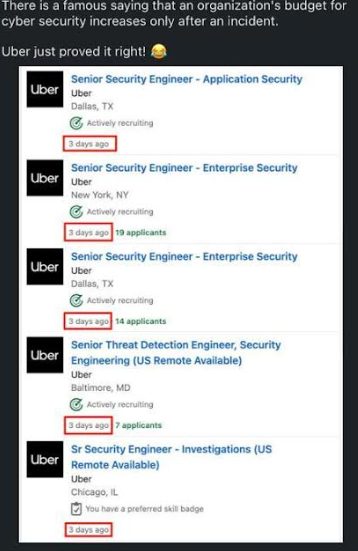 There is a famous saying that an organization's budget for
cyber security increases only after an incident.
Uber just proved it right! 😂
Uber
Senior Security Engineer - Application Security
Uber
Dallas, TX
Actively recruiting
3 days ago
Uber
Senior Security Engineer - Enterprise Security
Uber
New York, NY
Actively recruiting
3 days ago 19 applicants
Uber
Senior Security Engineer - Enterprise Security
Uber
Dallas, TX
Actively recruiting
3 days ago 14 applicants
Uber
Senior Threat Detection Engineer, Security
Engineering (US Remote Available)
Uber
Baltimore, MD
Actively recruiting
3 days ago 7 applicants
Uber
Sr Security Engineer - Investigations (US
Remote Available)
Uber
Chicago, IL
You have a preferred skill badge
3 days ago